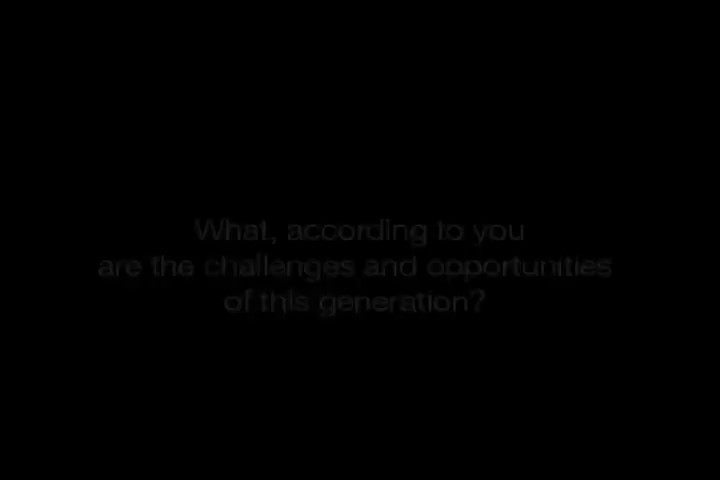 What, according to you
are the challenges and opportunities
of this generation?